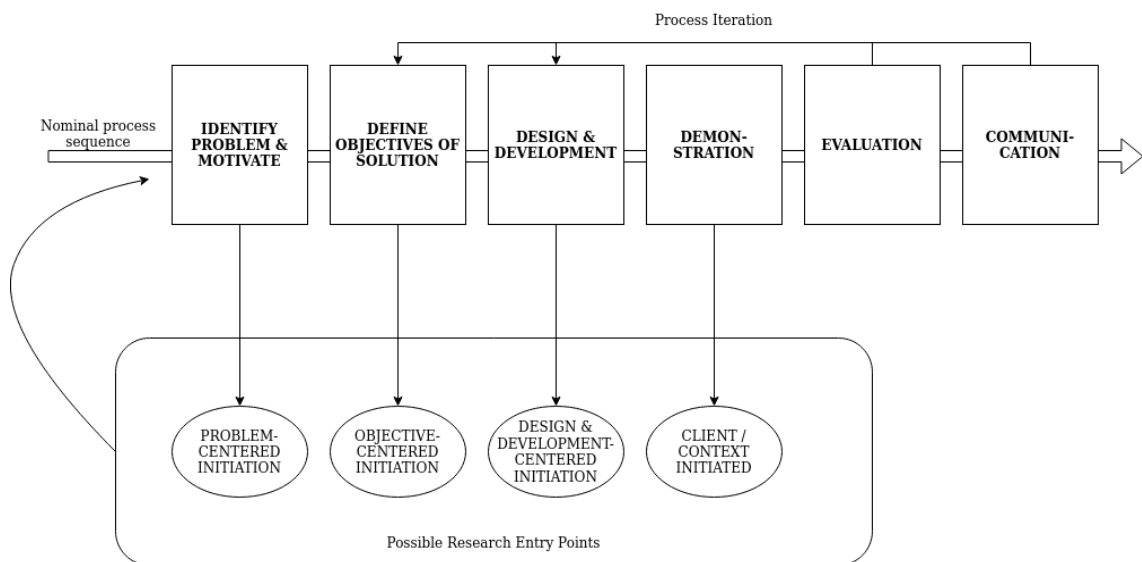 Process Iteration
Nominal process
sequence
IDENTIFY
PROBLEM &
MOTIVATE
DEFINE
OBJECTIVES OF
SOLUTION
DESIGN &
DEVELOPMENT
DEMON-
STRATION
EVALUATION
COMMUNI-
CATION
PROBLEM-
CENTERED
INITIATION
OBJECTIVE-
CENTERED
INITIATION
DESIGN &
DEVELOPMENT-
CENTERED
INITIATION
CLIENT /
CONTEXT
INITIATED
Possible Research Entry Points